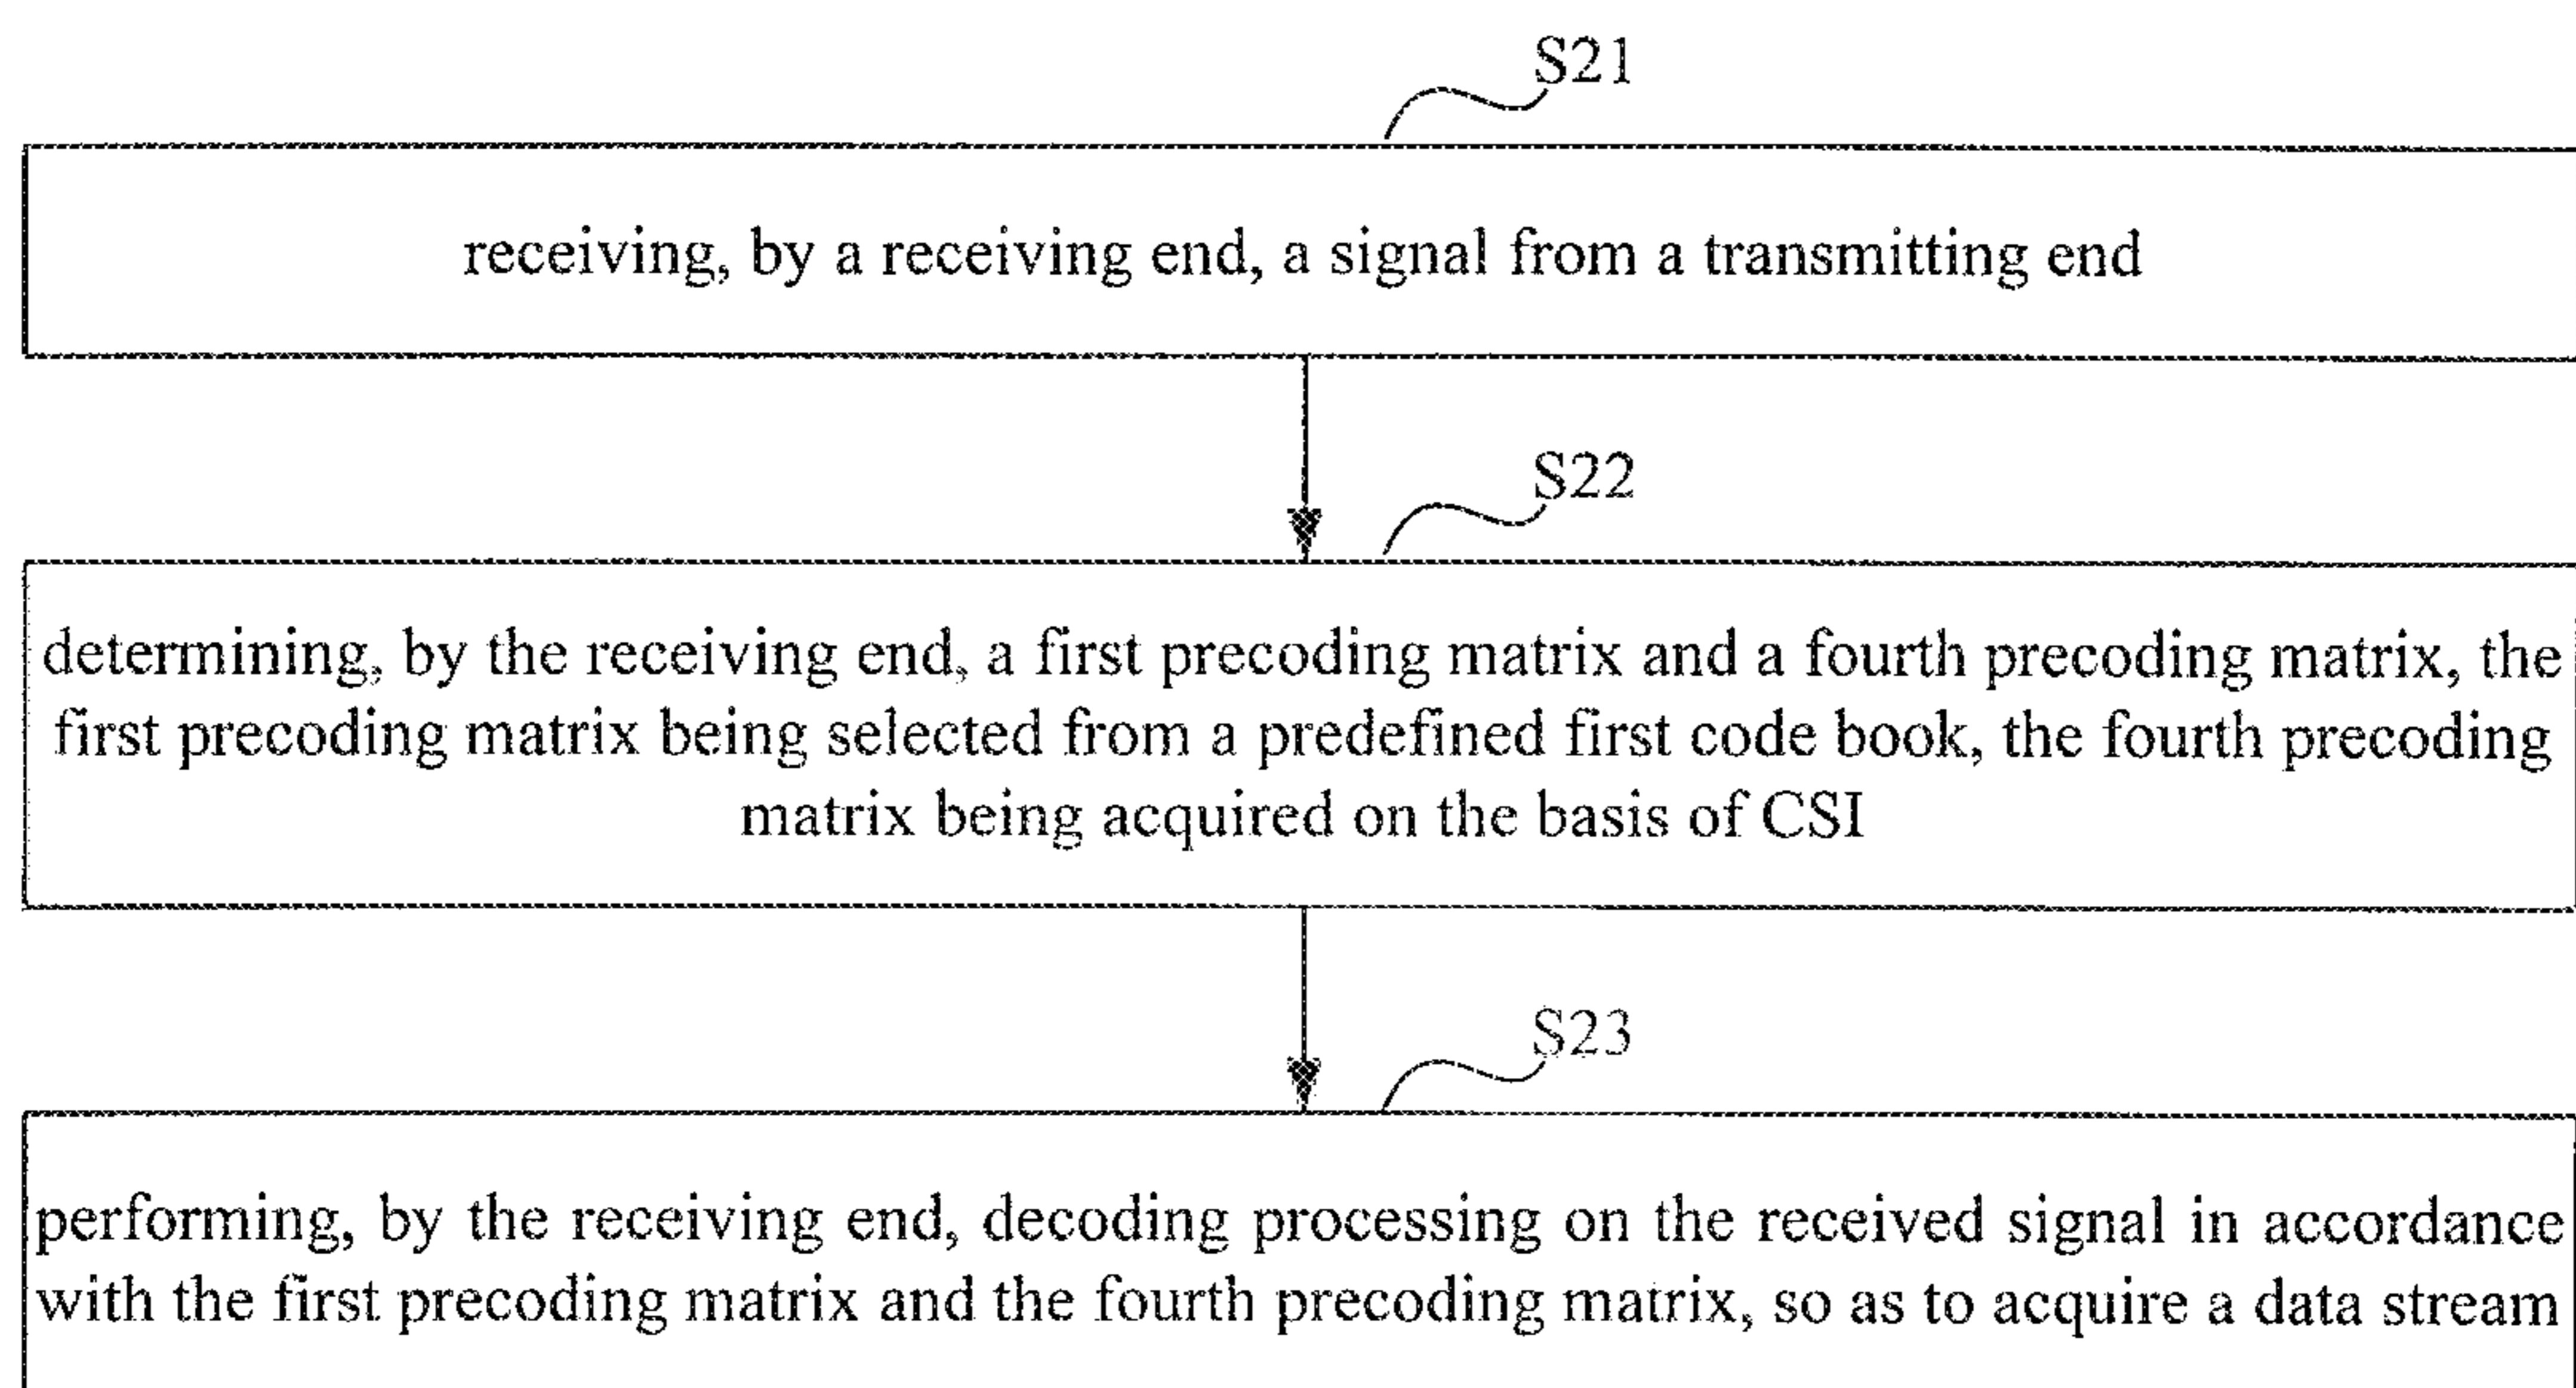 S21
receiving, by a receiving end, a signal from a transmitting end
S22
determining, by the receiving end, a first precoding matrix and a fourth precoding matrix, the
first precoding matrix being selected from a predefined first code book, the fourth precoding
matrix being acquired on the basis of CSI
S23
performing, by the receiving end, decoding processing on the received signal in accordance
with the first precoding matrix and the fourth precoding matrix, so as to acquire a data stream